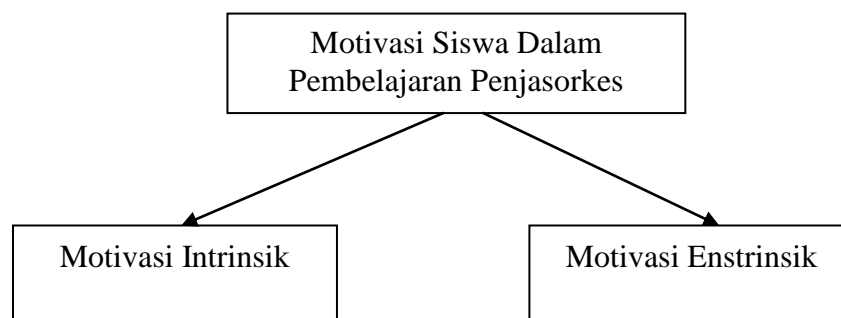 Motivasi Siswa Dalam
Pembelajaran Penjasorkes
Motivasi Intrinsik
Motivasi Enstrinsik